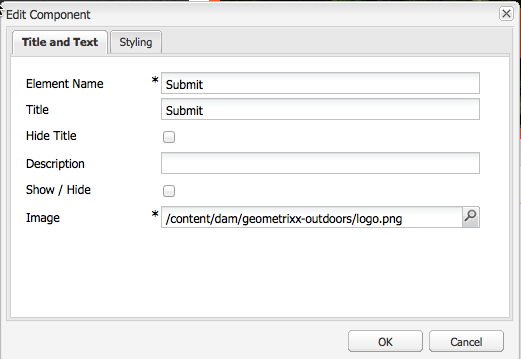 Edit Component
Title and Text Styling
Element Name * Submit
Title Submit
Hide Title
Description
Show / Hide
Image * /content/dam/geometrixx-outdoors/logo.png
OK Cancel